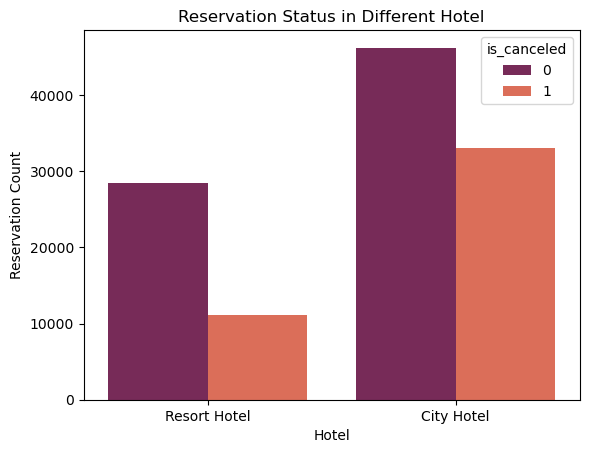 Reservation Status in Different Hotel
is_canceled
0
1
Reservation Count
40000
30000
20000
10000
0
Resort Hotel
City Hotel
Hotel